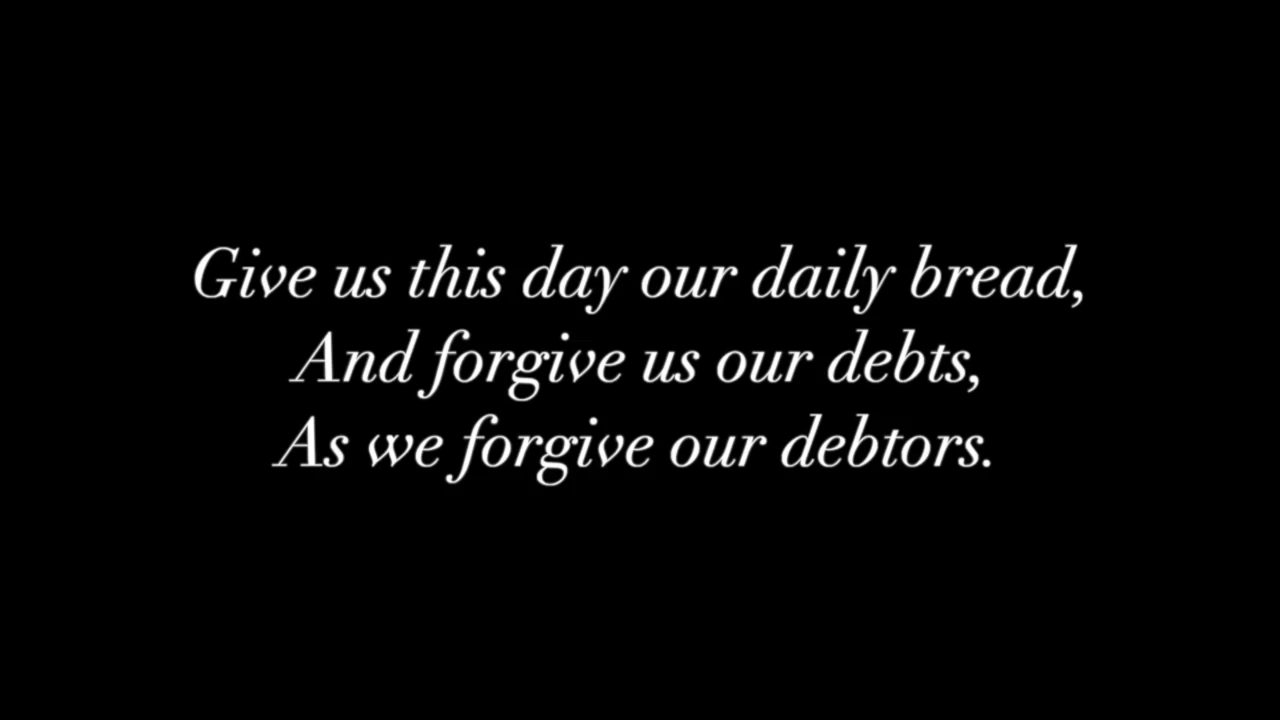 Give us this day our daily bread,
And forgive us our debts,
As we forgive our debtors.